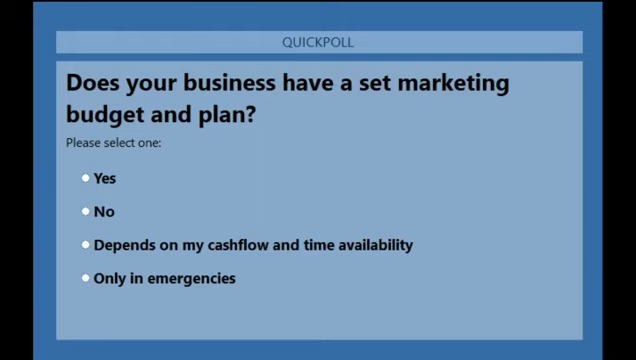 QUICKPOLL
Does your business have a set marketing
budget and plan?
Please select one:
Yes
No
Depends on my cashflow and time availability
Only in emergencies